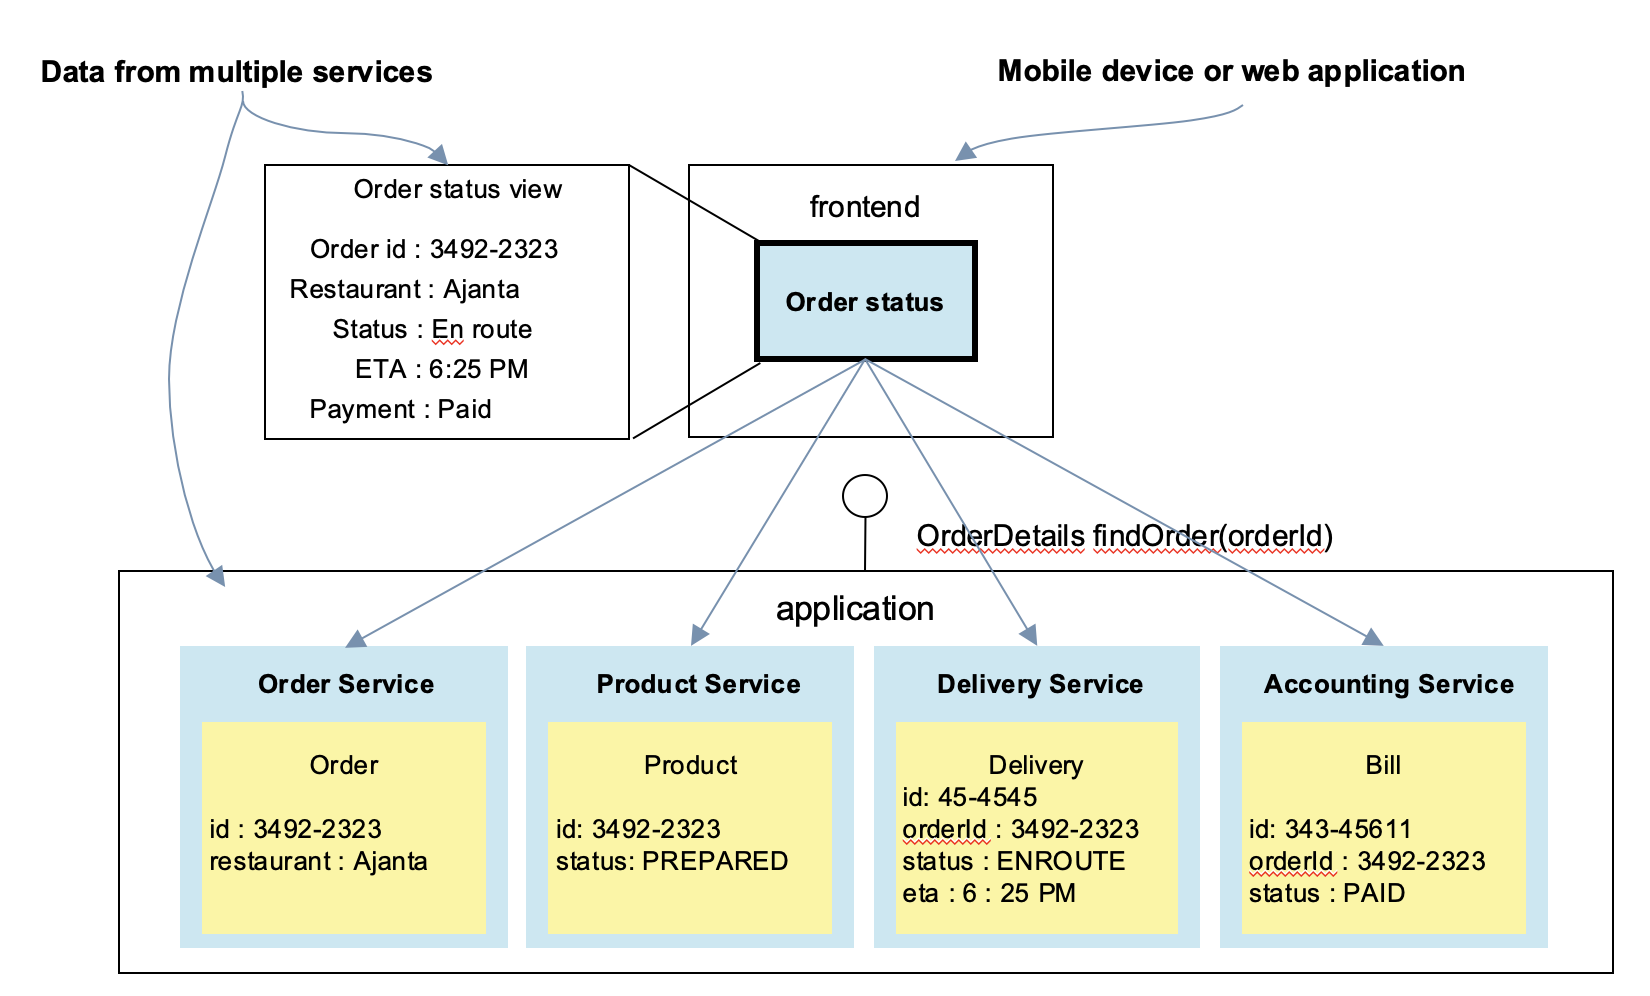 Data from multiple services
Mobile device or web application
Order status view
Order id : 3492-2323
Restaurant : Ajanta
Status : En route
ETA : 6:25 PM
Payment : Paid
frontend
Order status
OrderDetails findOrder(orderId)
application
Order Service
Order
id : 3492-2323
restaurant : Ajanta
Product Service
Product
id: 3492-2323
status: PREPARED
Delivery Service
Delivery
id: 45-4545
orderId : 3492-2323
status : ENROUTE
eta : 6 : 25 PM
Accounting Service
Bill
id: 343-45611
orderId : 3492-2323
status : PAID